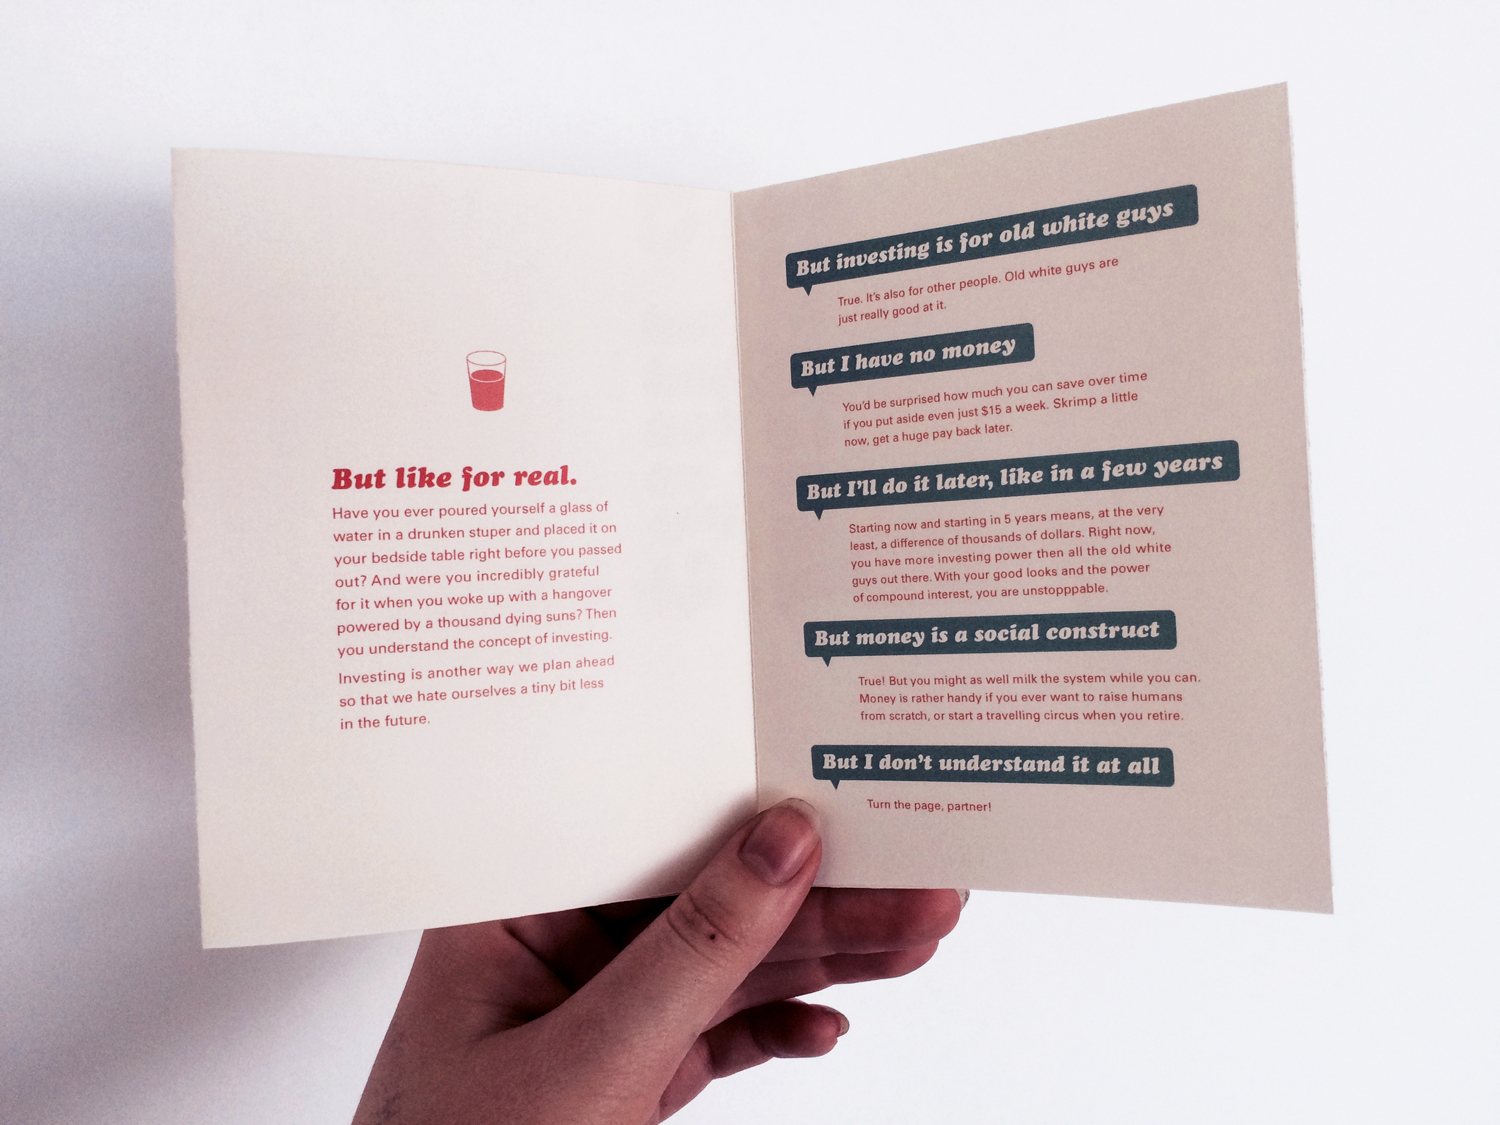 But like for real.
Have you ever poured yourself a glass of
water in a drunken stuper and placed it on
your bedside table right before you passed
out? And were you incredibly grateful
for it when you woke up with a hangover
powered by a thousand dying suns? Then
you understand the concept of investing.
Investing is another way we plan ahead
so that we hate ourselves a tiny bit less
in the future.
But investing is for old white guys
True. It's also for other people. Old white guys are
just really good at it.
But I have no money
You'd be surprised how much you can save over time
if you put aside even just $15 a week. Skrimp a little
now, get a huge pay back later.
But I'll do it later, like in a few years
Starting now and starting in 5 years means, at the very
least, a difference of thousands of dollars. Right now,
you have more investing power then all the old white
guys out there. With your good looks and the power
of compound interest, you are unstopppable.
But money is a social construct
True! But you might as well milk the system while you can.
Money is rather handy if you ever want to raise humans
from scratch, or start a travelling circus when you retire.
But I don't understand it at all
Turn the page, partner!